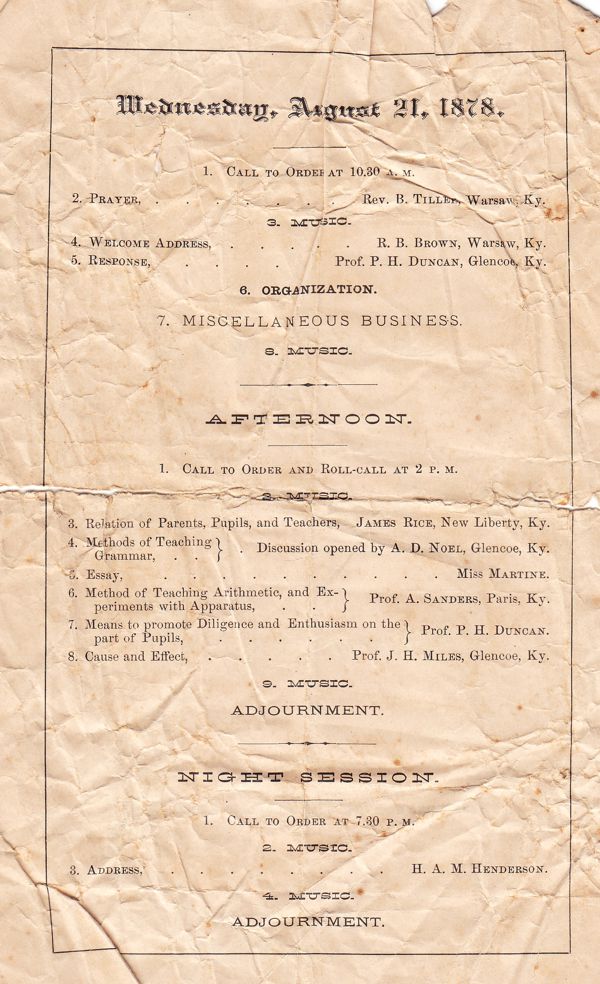 Wednesday, August 21, 1878.
1. Call to Order at 10.30 A. M.
2. Prayer, . . . . . . . Rev. B. Tiller, Warsaw, Ky.
3. MUSIC.
4. Welcome Address, . . . . . R. B. Brown, Warsaw, Ky.
5. Response, . . . . Prof. P. H. Duncan, Glencoe, Ky.
6. ORGANIZATION.
7. MISCELLANEOUS BUSINESS.
8. MUSIC.
AFTERNOON.
1. Call to Order and Roll-call at 2 P. M.
2. MUSIC.
3. Relation of Parents, Pupils, and Teachers, James Rice, New Liberty, Ky.
4. Methods of Teaching Grammar, . . } . Discussion opened by A. D. Noel, Glencoe, Ky.
5. Essay, . . . . . . . . . . Miss Martine.
6. Method of Teaching Arithmetic, and Ex-
periments with Apparatus, . . } Prof. A. Sanders, Paris, Ky.
7. Means to promote Diligence and Enthusiasm on the
part of Pupils, . . . . . . } Prof. P. H. Duncan.
8. Cause and Effect, . . . . . Prof. J. H. Miles, Glencoe, Ky.
9. MUSIC.
ADJOURNMENT.
NIGHT SESSION.
1. Call to Order at 7.30 P. M.
2. MUSIC.
3. Address, . . . . . . . . H. A. M. Henderson.
4. MUSIC.
ADJOURNMENT.